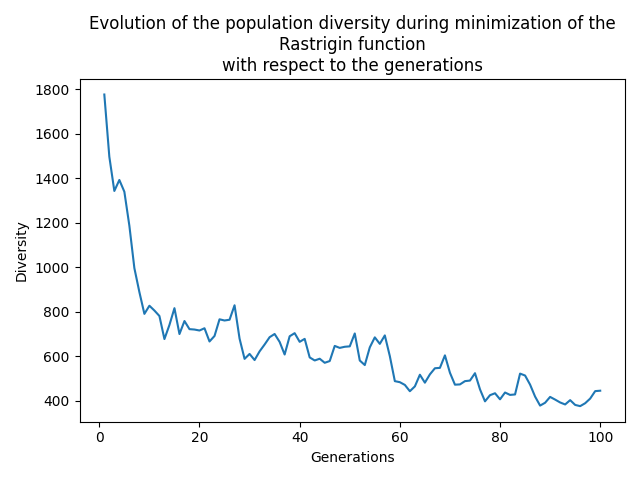 Evolution of the population diversity during minimization of the
Rastrigin function
with respect to the generations
1800
1600
1400
1200
1000
800
600
400
Diversity
0
20
40
60
80
100
Generations